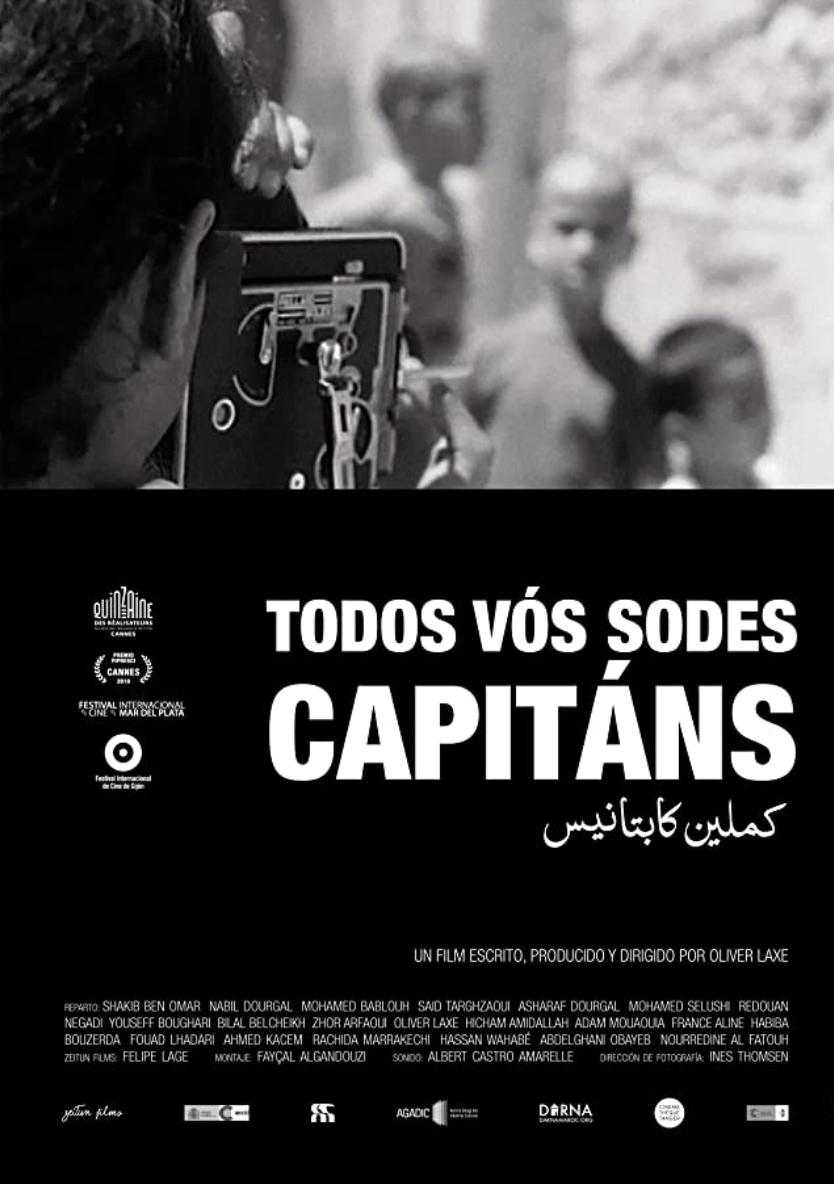 QUINZAINE
DES RÉALISATEURS
CANNES
PREMIO
FIPRESCI
CANNES
2010
FESTIVAL INTERNACIONAL
DE CINE DE MAR DEL PLATA
Festival Internacional
de Cine de Gijón
TODOS VÓS SODES
CAPITÁNS
كملين كابتانيس
UN FILM ESCRITO, PRODUCIDO Y DIRIGIDO POR OLIVER LAXE
REPARTO: SHAKIB BEN OMAR NABIL DOURGAL MOHAMED BABLOUH SAID TARGHZAOUI ASHARAF DOURGAL MOHAMED SELUSHI REDOUAN
NEGADI YOUSEFF BOUGHARI BILAL BELCHEIKH ZHOR ARFAOUI OLIVER LAXE HICHAM AMIDALLAH ADAM MOUAOUIA FRANCE ALINE HABIBA
BOUZERDA FOUAD LHADARI AHMED KACEM RACHIDA MARRAKECHI HASSAN WAHABÉ ABDELGHANI OBAYEB NOURREDINE AL FATOUH
ZEITUN FILMS: FELIPE LAGE MONTAJE: FAYÇAL ALGANDOUZI SONIDO: ALBERT CASTRO AMARELLE DIRECCIÓN DE FOTOGRAFÍA: INES THOMSEN
zeitun films
AGADIC
DARNA
DARNAMAROC.ORG
CINEMA
THÈQUE
TANGER